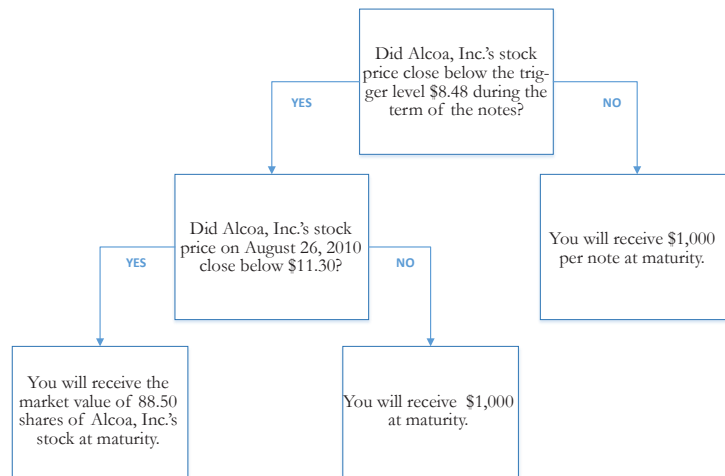 Did Alcoa, Inc.'s stock
price close below the trig-
ger level $8.48 during the
term of the notes?
YES
NO
Did Alcoa, Inc.'s stock
price on August 26, 2010
close below $11.30?
You will receive $1,000
per note at maturity.
YES
NO
You will receive the
market value of 88.50
shares of Alcoa, Inc.'s
stock at maturity.
You will receive $1,000
at maturity.